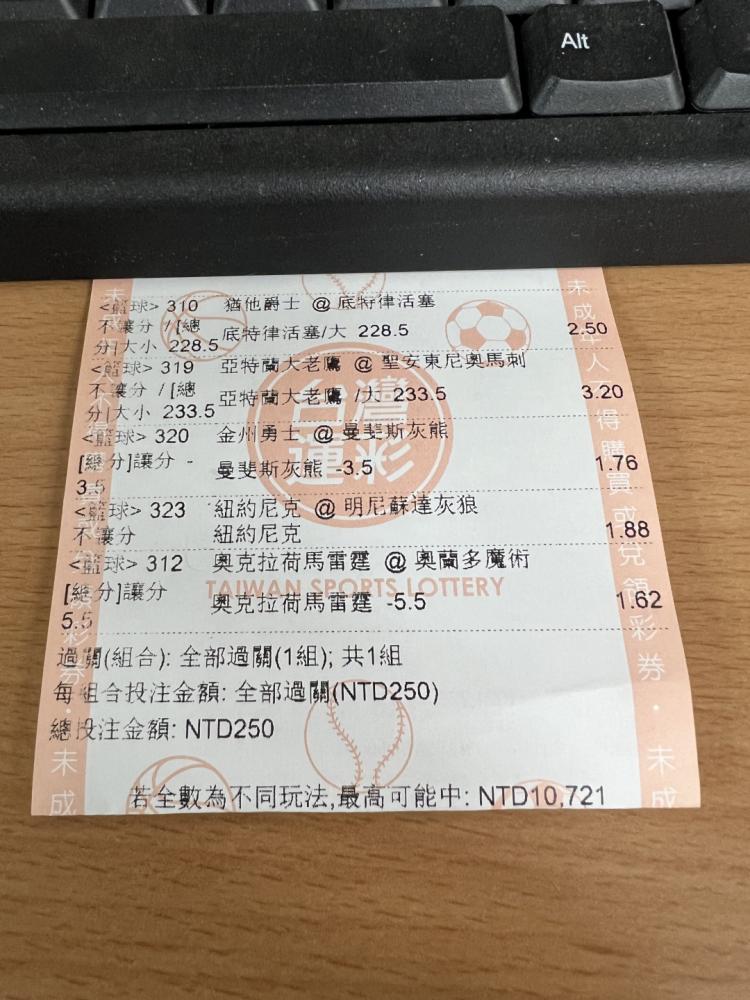 Alt
<籃球> 310 猶他爵士 @ 底特律活塞
不讓分 /[總分]大小 228.5 底特律活塞/大 228.5 2.50
<籃球> 319 亞特蘭大老鷹 @ 聖安東尼奧馬刺
不讓分 /[總分]大小 233.5 亞特蘭大老鷹 /大 233.5 3.20
<籃球> 320 金州勇士 @ 曼斐斯灰熊
[總分]讓分 -3.5 曼斐斯灰熊 -3.5 1.76
<籃球> 323 紐約尼克 @ 明尼蘇達灰狼
不讓分 紐約尼克 1.88
<籃球> 312 奧克拉荷馬雷霆 @ 奧蘭多魔術
[總分]讓分 5.5 奧克拉荷馬雷霆 -5.5 1.62
TAIWAN SPORTS LOTTERY
過關(組合): 全部過關(1組); 共1組
每組合投注金額: 全部過關(NTD250)
總投注金額: NTD250
若全數為不同玩法,最高可能中: NTD10,721
台灣運彩
未成年人不得購買或兌領彩券・未成